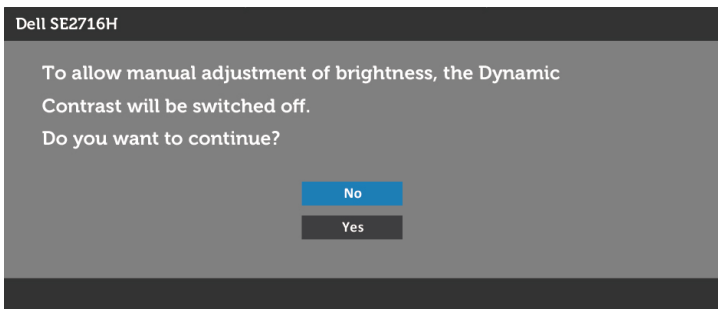 Dell SE2716H
To allow manual adjustment of brightness, the Dynamic
Contrast will be switched off.
Do you want to continue?
No
Yes